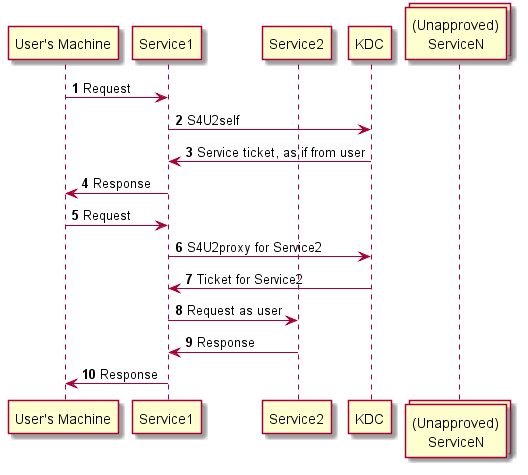 (Unapproved)
ServiceN
User's Machine
Service1
Service2
KDC
1 Request
2 S4U2self
3 Service ticket, as if from user
4 Response
5 Request
6 S4U2proxy for Service2
7 Ticket for Service2
8 Request as user
9 Response
10 Response
User's Machine
Service1
Service2
KDC
(Unapproved)
ServiceN